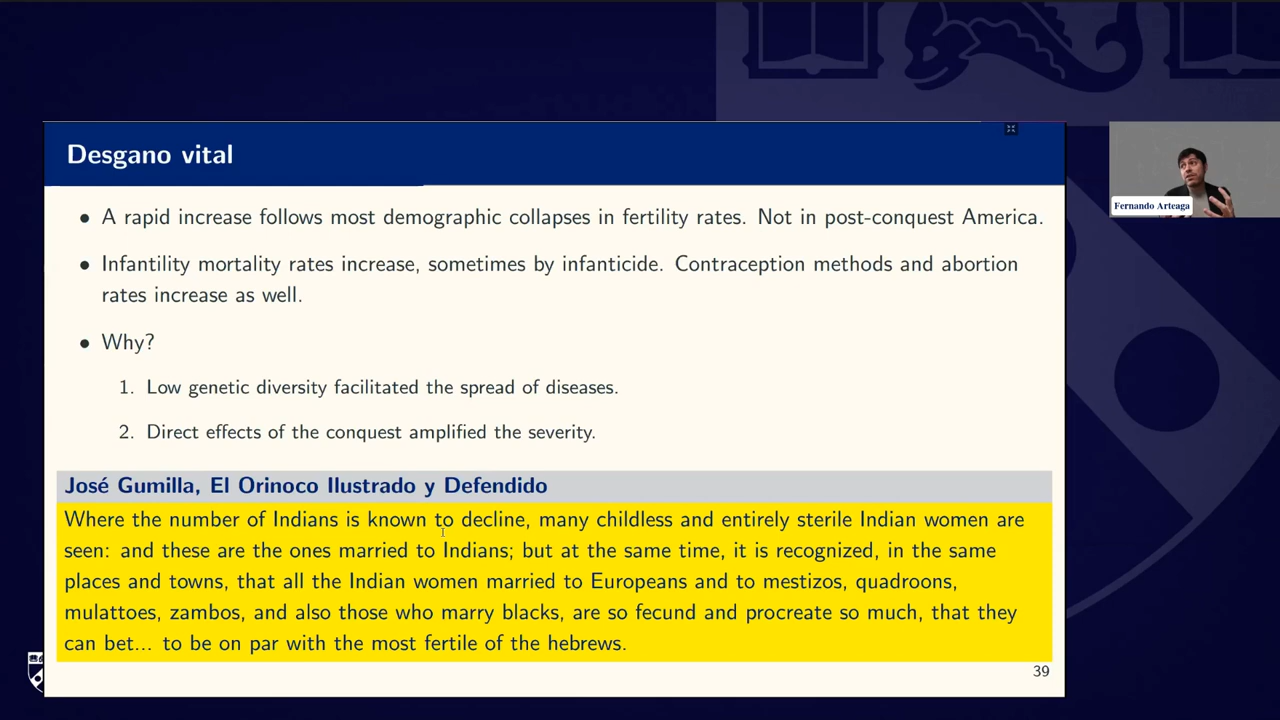 Desgano vital
Fernando Arteaga
• A rapid increase follows most demographic collapses in fertility rates. Not in post-conquest America.
• Infantility mortality rates increase, sometimes by infanticide. Contraception methods and abortion
rates increase as well.
• Why?
1. Low genetic diversity facilitated the spread of diseases.
2. Direct effects of the conquest amplified the severity.
José Gumilla, El Orinoco Ilustrado y Defendido
Where the number of Indians is known to decline, many childless and entirely sterile Indian women are
seen: and these are the ones married to Indians; but at the same time, it is recognized, in the same
places and towns, that all the Indian women married to Europeans and to mestizos, quadroons,
mulattoes, zambos, and also those who marry blacks, are so fecund and procreate so much, that they
can bet... to be on par with the most fertile of the hebrews.
39